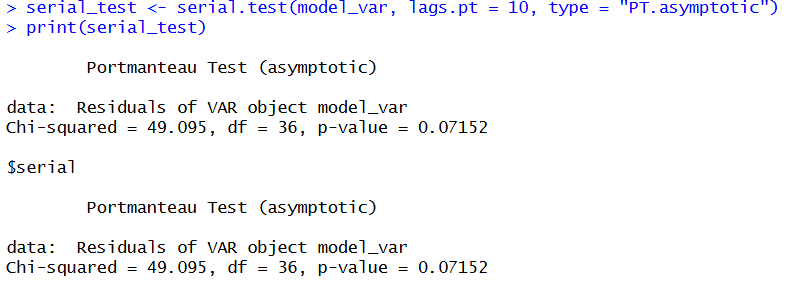 > serial_test <- serial.test(model_var, lags.pt = 10, type = "PT.asymptotic")
> print(serial_test)
Portmanteau Test (asymptotic)
data:  Residuals of VAR object model_var
Chi-squared = 49.095, df = 36, p-value = 0.07152
$serial
Portmanteau Test (asymptotic)
data:  Residuals of VAR object model_var
Chi-squared = 49.095, df = 36, p-value = 0.07152